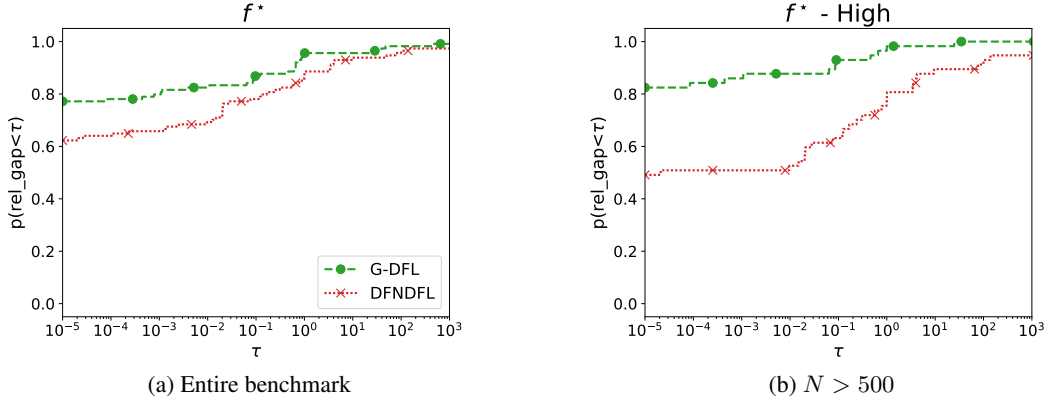 f⋆
p(rel_gap<τ)
1.0
0.8
0.6
0.4
0.2
0.0
G-DFL
DFNDFL
10⁻⁵ 10⁻⁴ 10⁻³ 10⁻² 10⁻¹ 10⁰ 10¹ 10² 10³
τ
(a) Entire benchmark
f⋆ - High
p(rel_gap<τ)
1.0
0.8
0.6
0.4
0.2
0.0
10⁻⁵ 10⁻⁴ 10⁻³ 10⁻² 10⁻¹ 10⁰ 10¹ 10² 10³
τ
(b) N > 500